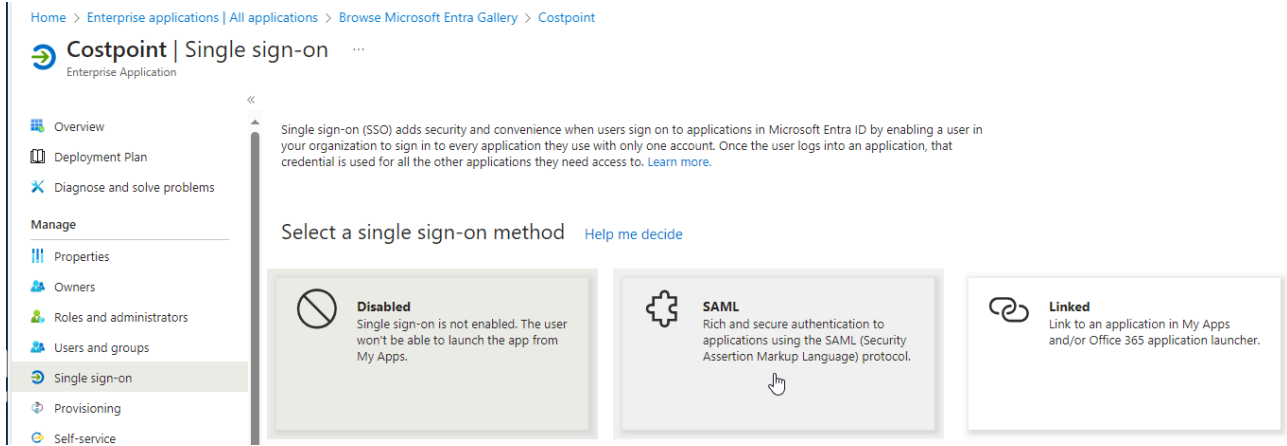 Home > Enterprise applications | All applications > Browse Microsoft Entra Gallery > Costpoint
Costpoint | Single sign-on ...
Enterprise Application
«
Overview
Deployment Plan
Diagnose and solve problems
Manage
Properties
Owners
Roles and administrators
Users and groups
Single sign-on
Provisioning
Self-service
Single sign-on (SSO) adds security and convenience when users sign on to applications in Microsoft Entra ID by enabling a user in
your organization to sign in to every application they use with only one account. Once the user logs into an application, that
credential is used for all the other applications they need access to. Learn more.
Select a single sign-on method Help me decide
Disabled
Single sign-on is not enabled. The user
won't be able to launch the app from
My Apps.
SAML
Rich and secure authentication to
applications using the SAML (Security
Assertion Markup Language) protocol.
Linked
Link to an application in My Apps
and/or Office 365 application launcher.